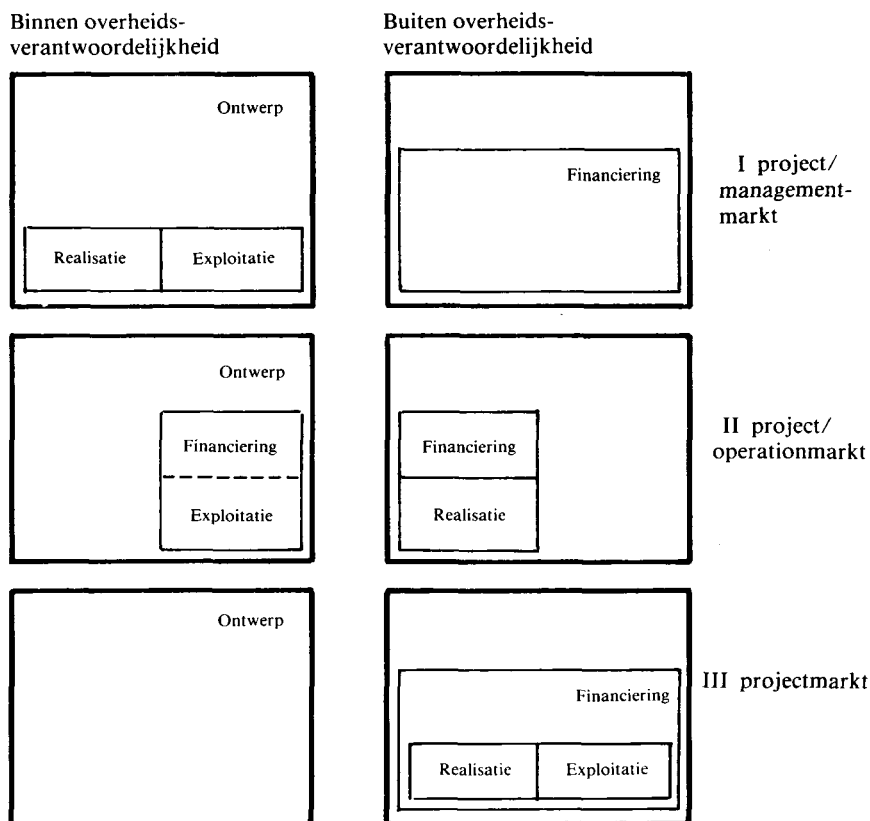 Binnen overheids-
verantwoordelijkheid
Buiten overheids-
verantwoordelijkheid
Ontwerp
Realisatie
Exploitatie
Financiering
I project/
management-
markt
Ontwerp
Financiering
Exploitatie
Financiering
Realisatie
II project/
operationmarkt
Ontwerp
Financiering
Realisatie
Exploitatie
III projectmarkt